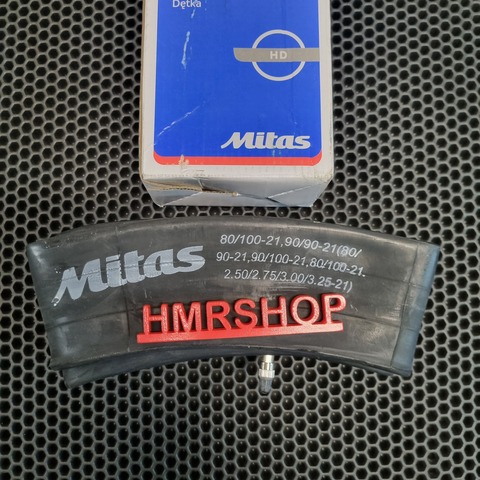 Dętka
HD
Mitas
Mitas
80/100-21,90/90-21(80/
90-21,90/100-21,80/100-21,
2.50/2.75/3.00/3.25-21)
HMRSHOP